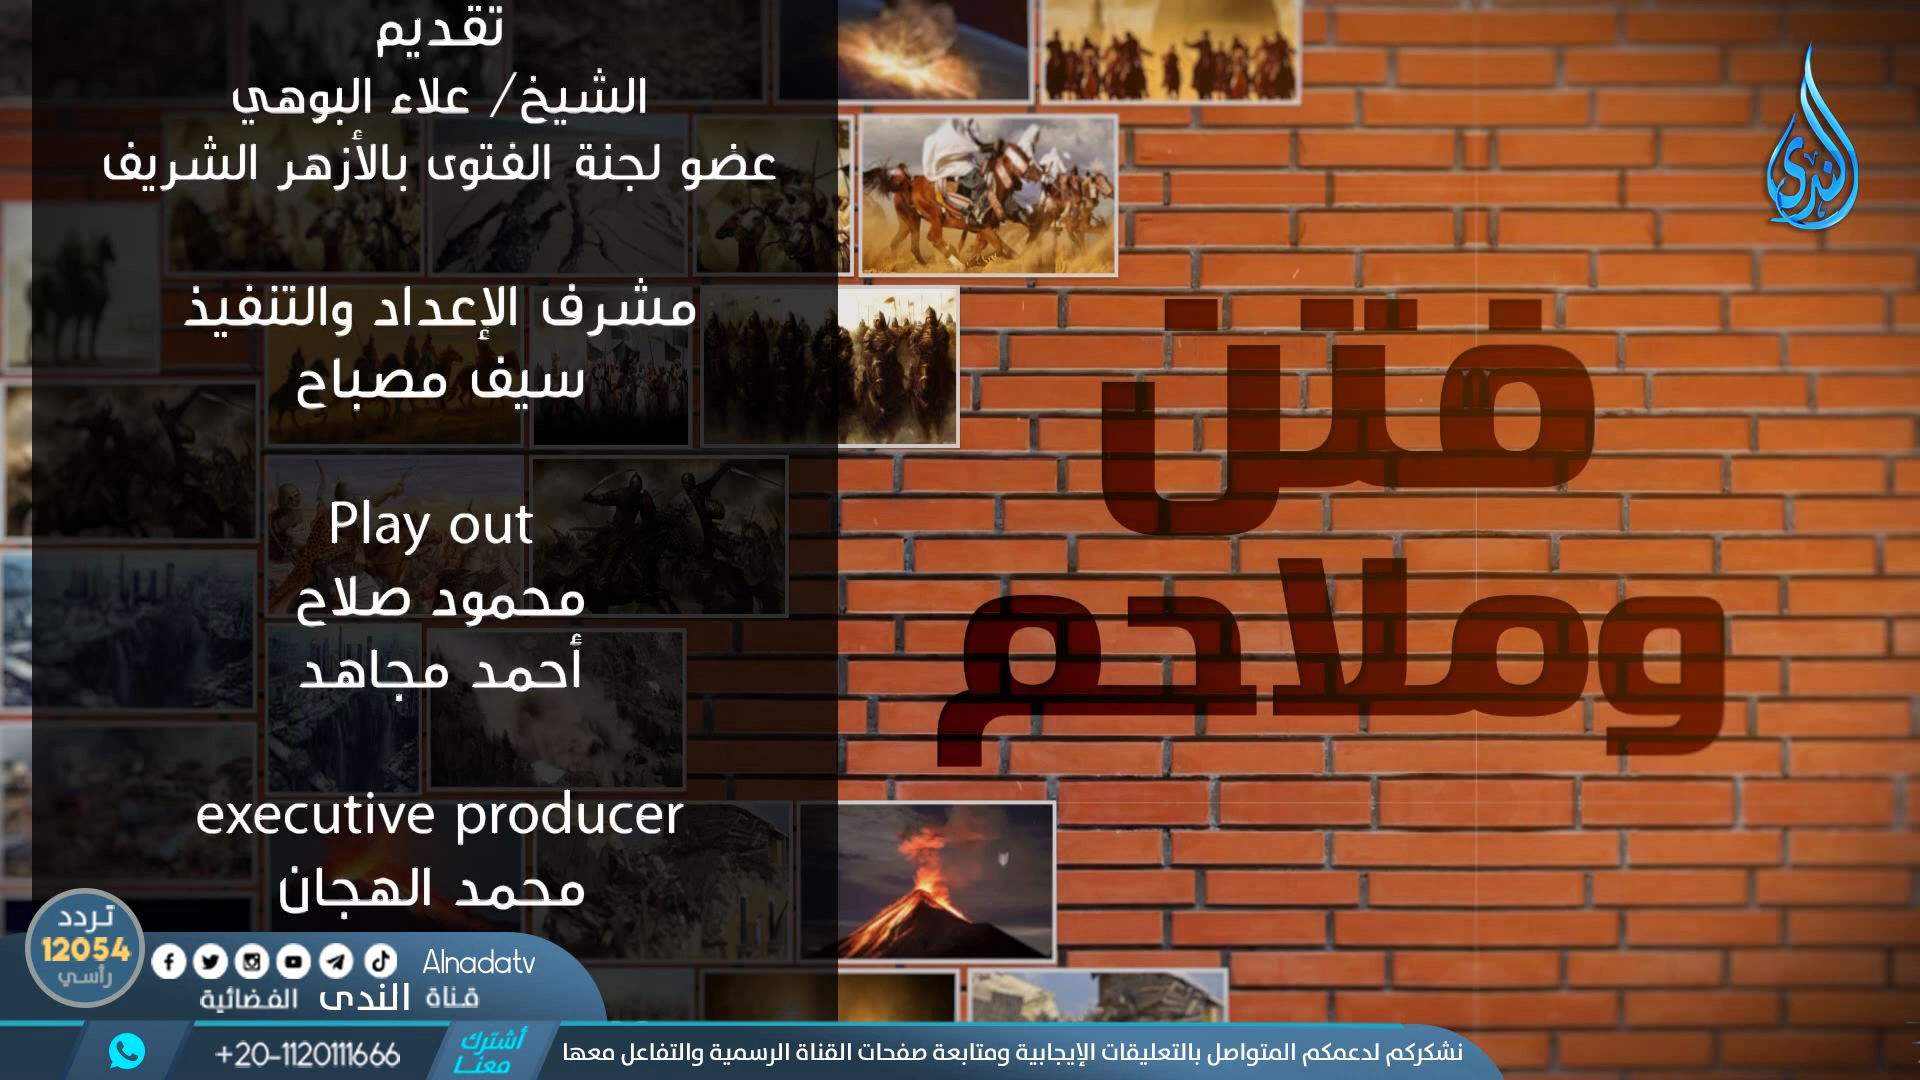 تقديم
الشيخ/ علاء البوهي
عضو لجنة الفتوى بالأزهر الشريف
مشرف الإعداد والتنفيذ
سيف مصباح
Play out
محمود صلاح
أحمد مجاهد
executive producer
محمد الهجان
الندى
فتن
وملاحم
تردد
12054
رأسي
Alnadatv
قناة الندى الفضائية
+20-1120111666
أشترك
معنا
نشكركم لدعمكم المتواصل بالتعليقات الإيجابية ومتابعة صفحات القناة الرسمية والتفاعل معها